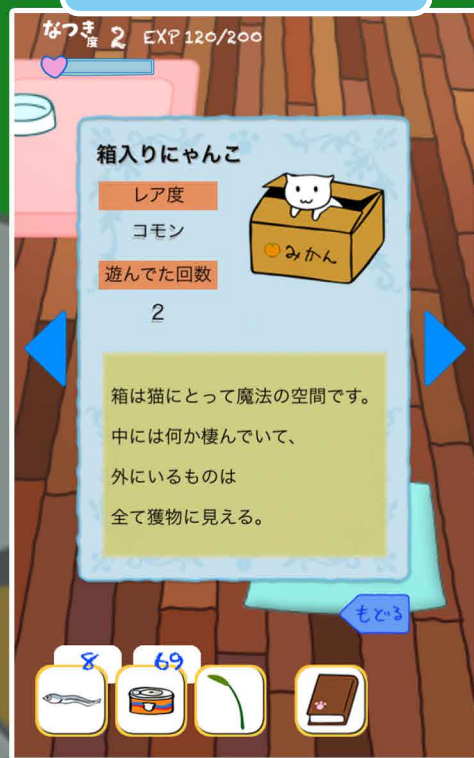 なつき度 2 EXP 120/200
箱入りにゃんこ
レア度
コモン
みかん
遊んでた回数
2
箱は猫にとって魔法の空間です。
中には何か棲んでいて、
外にいるものは
全て獲物に見える。
もどる
8 69